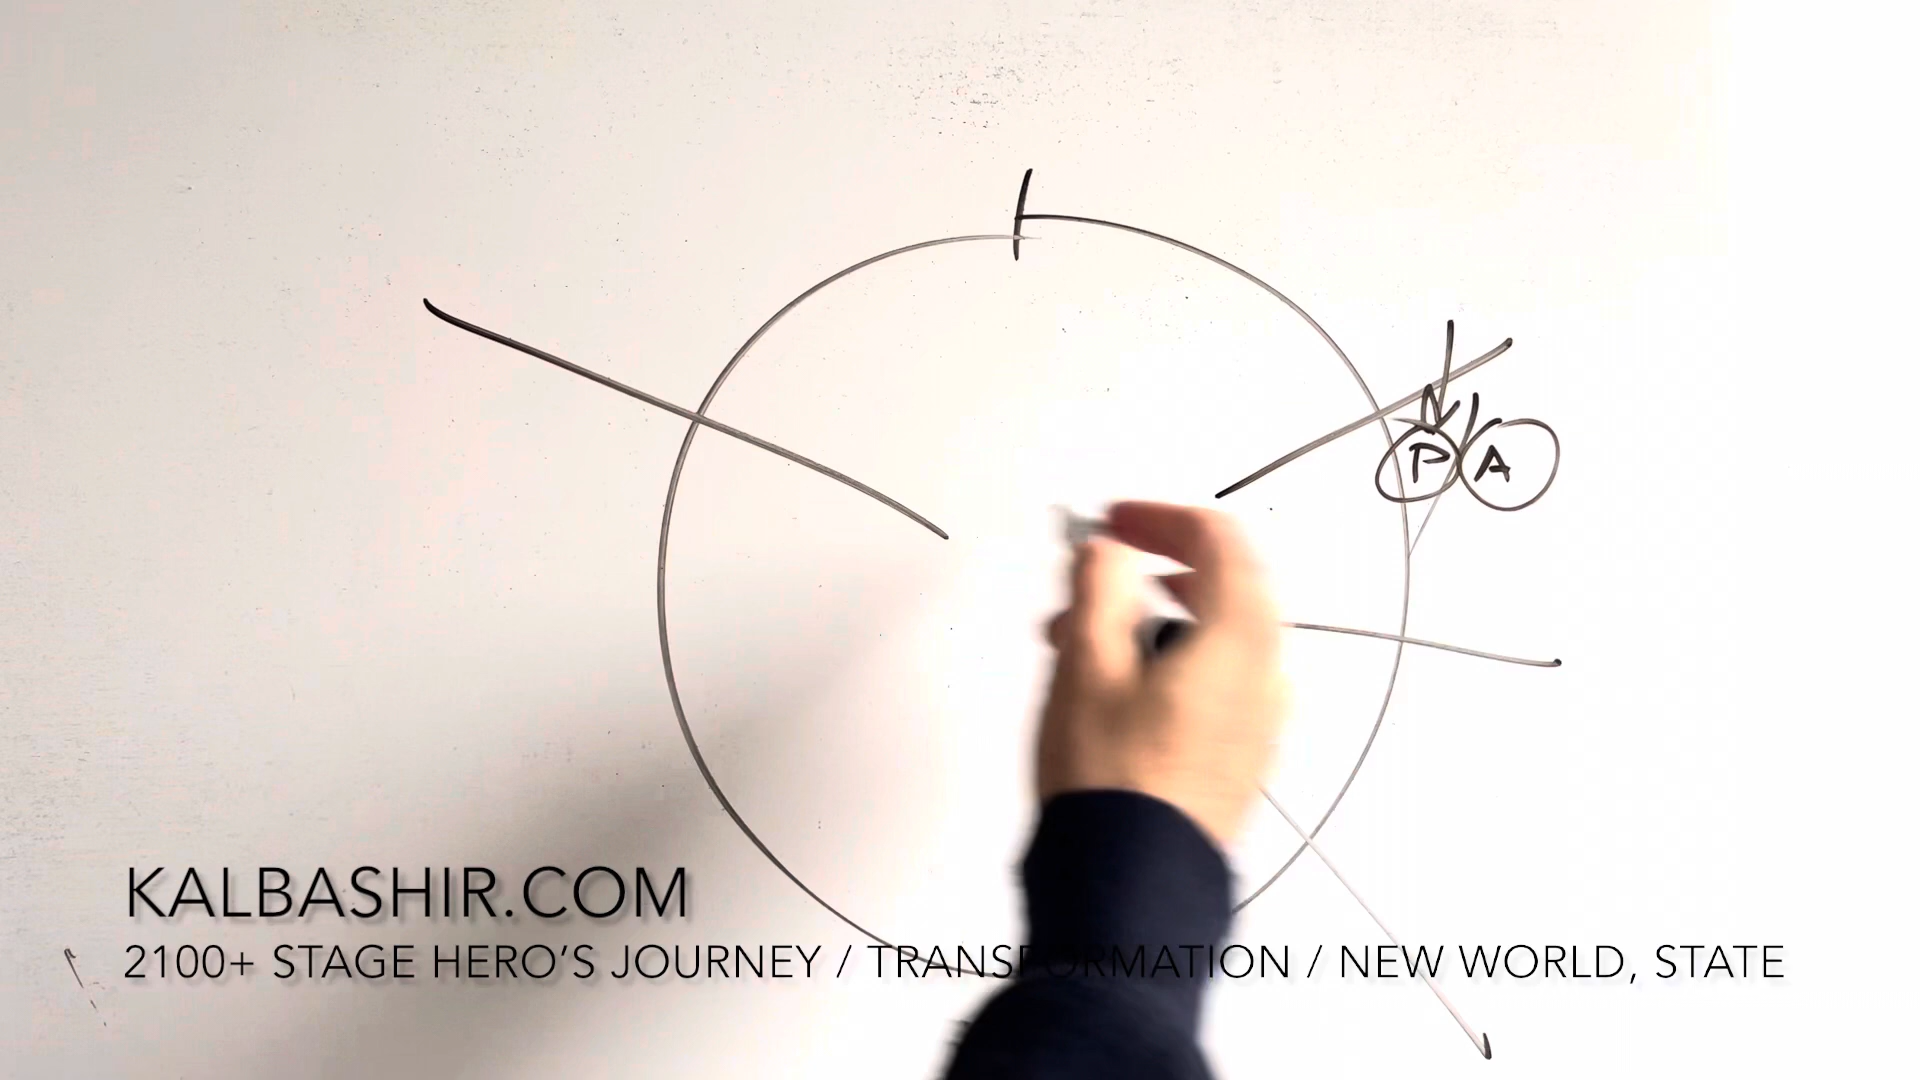 P A
KALBASHIR.COM
2100+ STAGE HERO’S JOURNEY / TRANSFORMATION / NEW WORLD, STATE